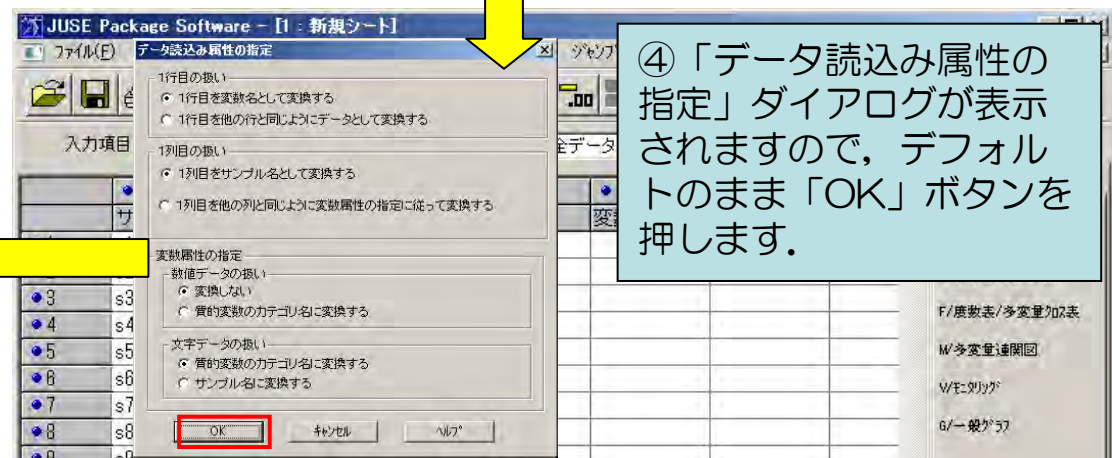 JUSE Package Software - [1 : 新規シート]
ファイル(F)
データ読込み属性の指定
ジャンプ
1行目の扱い
1行目を変数名として変換する
1行目を他の行と同じようにデータとして変換する
入力項目
全データ
1列目の扱い
1列目をサンプル名として変換する
1列目を他の列と同じように変数属性の指定に従って変換する
サ
変
変数属性の指定
数値データの扱い
変換しない
質的変数のカテゴリ名に変換する
文字データの扱い
質的変数のカテゴリ名に変換する
サンプル名に変換する
OK
キャンセル
ヘルプ
3 s3
4 s4
5 s5
6 s6
7 s7
8 s8
④「データ読込み属性の
指定」ダイアログが表示
されますので，デフォル
トのまま「OK」ボタンを
押します．
F/度数表/多変量クロス表
M/多変量連関図
V/モニタリング
G/一般グラフ